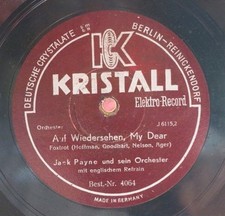 DEUTSCHE CRYSTALATE
BERLIN-REINICKENDORF
K
KRISTALL
Elektro-Record
Orchester
Auf Wiedersehen, My Dear
Foxtrot (Hoffman, Goodhart, Nelson, Ager)
Jack Payne und sein Orchester
mit englischem Refrain
Best.-Nr. 4064
MADE IN GERMANY